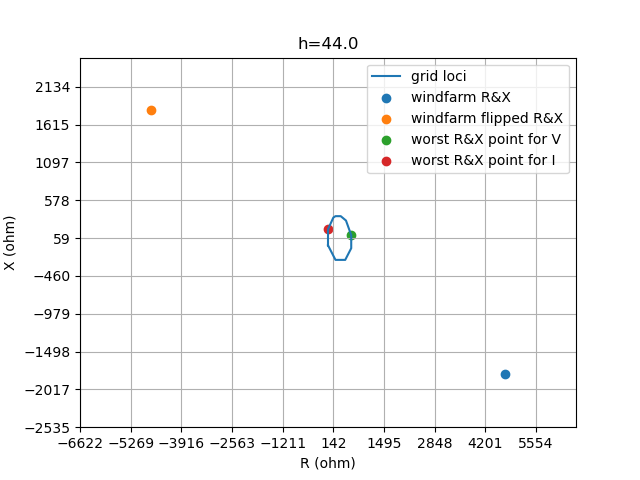 h=44.0
grid loci
windfarm R&X
windfarm flipped R&X
worst R&X point for V
worst R&X point for I
2134
1615
1097
578
59
−460
−979
−1498
−2017
−2535
X (ohm)
−6622 −5269 −3916 −2563 −1211 142 1495 2848 4201 5554
R (ohm)